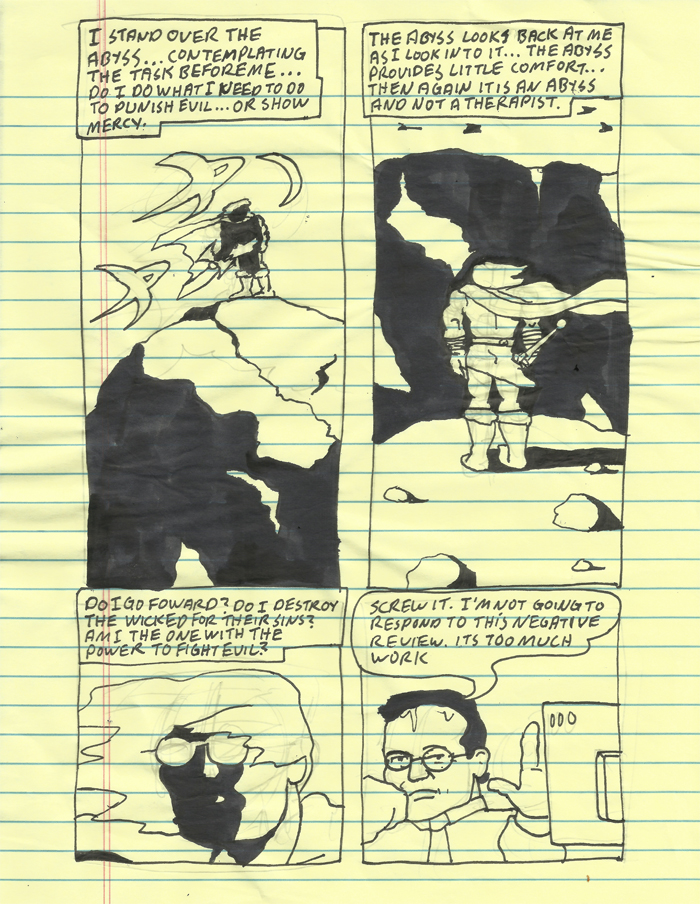 I STAND OVER THE
ABYSS... CONTEMPLATING
THE TASK BEFORE ME...
DO I DO WHAT I NEED TO DO
TO PUNISH EVIL... OR SHOW
MERCY.
THE ABYSS LOOKS BACK AT ME
AS I LOOK INTO IT... THE ABYSS
PROVIDES LITTLE COMFORT...
THEN AGAIN IT IS AN ABYSS
AND NOT A THERAPIST.
DO I GO FOWARD? DO I DESTROY
THE WICKED FOR THEIR SINS?
AM I THE ONE WITH THE
POWER TO FIGHT EVIL?
SCREW IT. I'M NOT GOING TO
RESPOND TO THIS NEGATIVE
REVIEW. ITS TOO MUCH
WORK